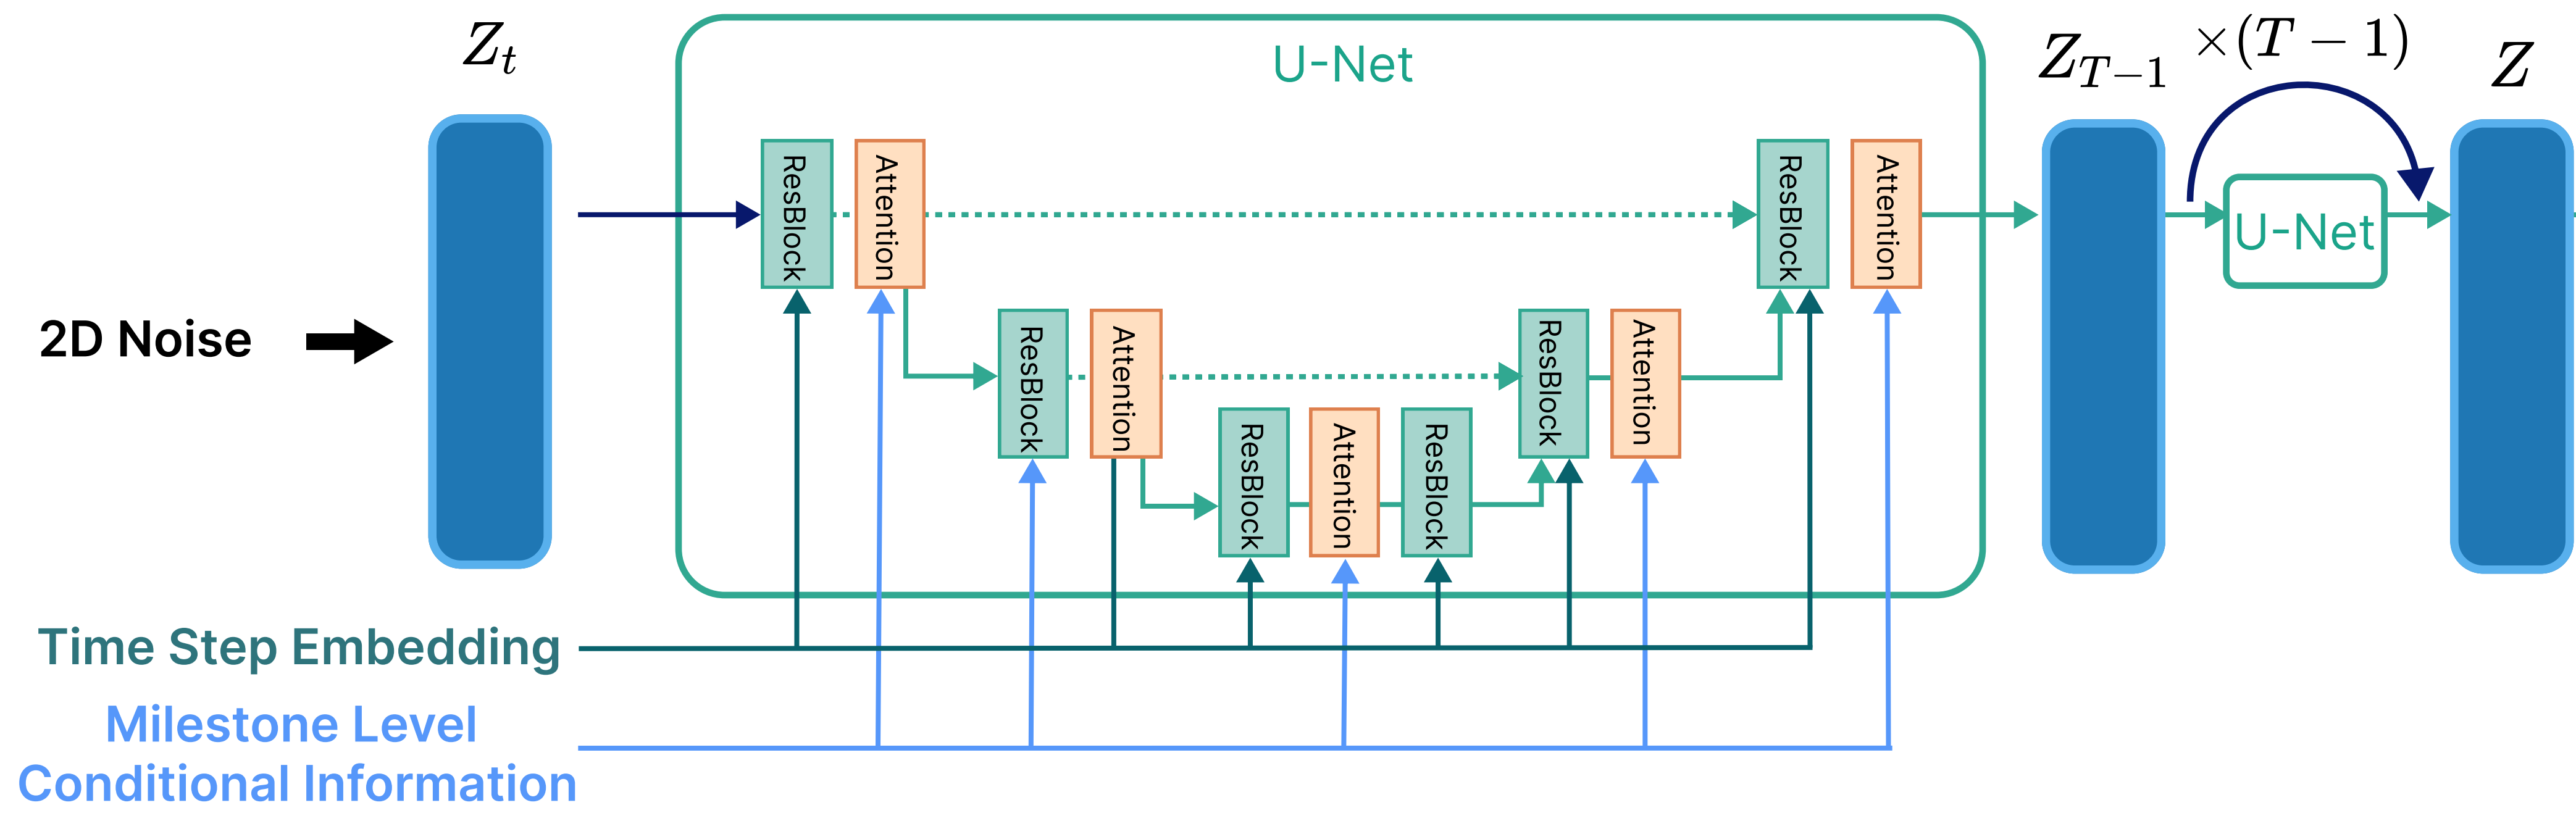 Z_t
U-Net
Z_{T-1}
×(T − 1)
Z
ResBlock
Attention
ResBlock
Attention
ResBlock
Attention
ResBlock
Attention
U-Net
ResBlock
Attention
ResBlock
2D Noise
Time Step Embedding
Milestone Level
Conditional Information